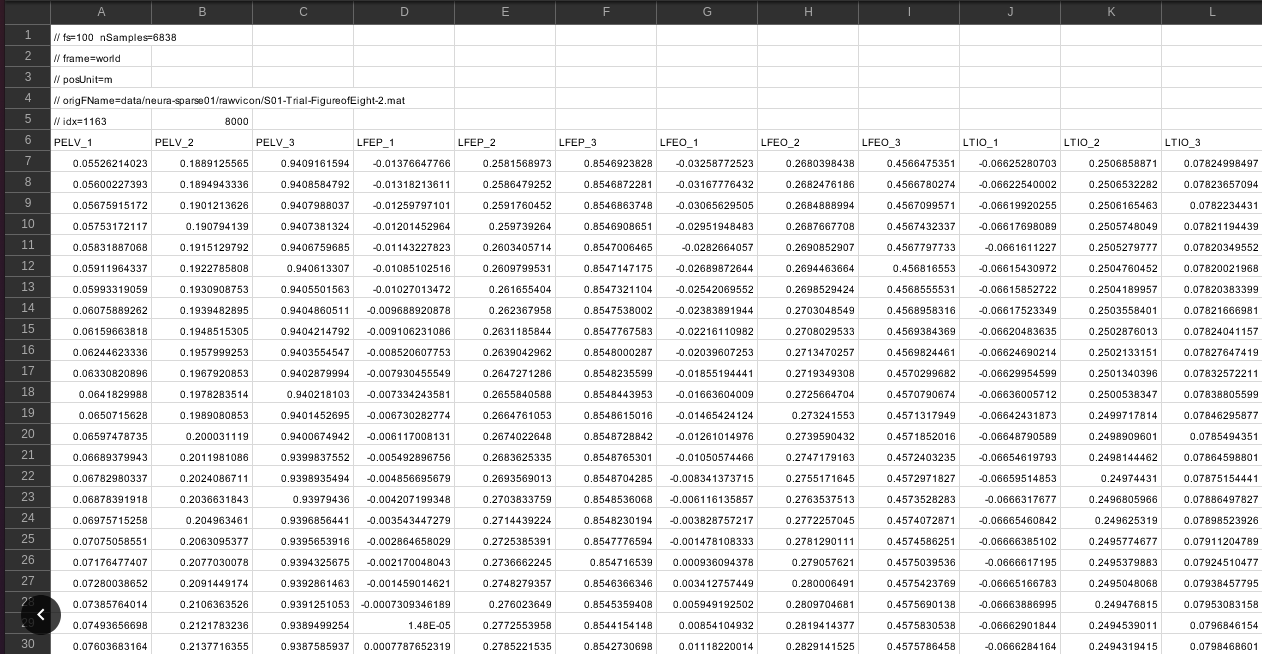 A B C D E F G H I J K L
1 // fs=100 nSamples=6838
2 // frame=world
3 // posUnit=m
4 // origFName=data/neura-sparse01/rawvicon/S01-Trial-FigureofEight-2.mat
5 // idx=1163 8000
6 PELV_1 PELV_2 PELV_3 LFEP_1 LFEP_2 LFEP_3 LFEO_1 LFEO_2 LFEO_3 LTIO_1 LTIO_2 LTIO_3
7 0.05526214023 0.1889125565 0.9409161594 -0.01376647766 0.2581568973 0.8546923828 -0.03258772523 0.2680398438 0.4566475351 -0.06625280703 0.2506858871 0.07824998497
8 0.05600227393 0.1894943336 0.9408584792 -0.01318213611 0.2586479252 0.8546872281 -0.03167776432 0.2682476186 0.4566780274 -0.06622540002 0.2506532282 0.07823657094
9 0.05675915172 0.1901213626 0.9407988037 -0.01259797101 0.2591760452 0.8546863748 -0.03065629505 0.2684888994 0.4567099571 -0.06619920255 0.2506165463 0.0782234431
10 0.05753172117 0.190794139 0.9407381324 -0.01201452964 0.259739264 0.8546908651 -0.02951948483 0.2687667708 0.4567432337 -0.06617698089 0.2505748049 0.07821194439
11 0.05831887068 0.1915129792 0.9406759685 -0.01143227823 0.2603405714 0.8547006465 -0.0282664057 0.2690852907 0.4567797733 -0.0661611227 0.2505279777 0.07820349552
12 0.05911964337 0.1922785808 0.940613307 -0.01085102516 0.2609799531 0.8547147175 -0.02689872644 0.2694463664 0.456816553 -0.06615430972 0.2504760452 0.07820021968
13 0.05993319059 0.1930908753 0.9405501563 -0.01027013472 0.261655404 0.8547321104 -0.02542069552 0.2698529424 0.4568555531 -0.06615852722 0.2504189957 0.07820383399
14 0.06075889262 0.1939482895 0.9404860511 -0.009688920878 0.262367958 0.8547538002 -0.02383891944 0.2703048549 0.4568958316 -0.06617523349 0.2503558401 0.07821666981
15 0.06159663818 0.1948515305 0.9404214792 -0.009106231086 0.2631185844 0.8547767583 -0.02216110982 0.2708029533 0.4569384369 -0.06620483635 0.2502876013 0.07824041157
16 0.06244623336 0.1957999253 0.9403554547 -0.008520607753 0.2639042962 0.8548000287 -0.02039607253 0.2713470257 0.4569824461 -0.06624690214 0.2502133151 0.07827647419
17 0.06330820896 0.1967920853 0.9402879994 -0.007930455549 0.2647271286 0.8548235599 -0.01855194441 0.2719349308 0.4570299682 -0.06629954599 0.2501340396 0.07832572211
18 0.0641829988 0.1978283514 0.940218103 -0.007334243581 0.2655840588 0.8548443953 -0.01663604009 0.2725664704 0.4570790674 -0.06636005712 0.2500538347 0.07838805599
19 0.0650715628 0.1989080853 0.9401452695 -0.006730282774 0.2664761053 0.8548615016 -0.01465424124 0.273241553 0.4571317949 -0.06642431873 0.2499717814 0.07846295877
20 0.06597478735 0.200031119 0.9400674942 -0.006117008131 0.2674022648 0.8548728842 -0.01261014976 0.2739590432 0.4571852016 -0.06648790589 0.2498909601 0.0785494351
21 0.06689379943 0.2011981086 0.9399837552 -0.005492896756 0.2683625335 0.8548765301 -0.01050574466 0.2747179163 0.4572403235 -0.06654619793 0.2498144462 0.07864598801
22 0.06782980337 0.2024086711 0.9398935494 -0.004856695679 0.2693569013 0.8548704285 -0.008341373715 0.2755171645 0.4572971827 -0.06659514853 0.24974431 0.07875154441
23 0.06878391918 0.2036631843 0.93979436 -0.004207199348 0.2703833759 0.8548536068 -0.006116135857 0.2763537513 0.4573528283 -0.0666317677 0.2496805966 0.07886497827
24 0.06975715258 0.204963461 0.9396856441 -0.003543447279 0.2714439224 0.8548230194 -0.003828757217 0.2772257045 0.4574072871 -0.06665460842 0.249625319 0.07898523926
25 0.07075058551 0.2063095377 0.9395653916 -0.002864658029 0.2725385391 0.8547776594 -0.001478108333 0.2781290111 0.4574586251 -0.06663385102 0.2495774677 0.07911204789
26 0.07176477407 0.2077030078 0.9394325675 -0.002170048043 0.2736662245 0.854716539 0.000936094378 0.279057621 0.4575039536 -0.0666617195 0.2495379883 0.07924510477
27 0.07280038652 0.2091449174 0.9392861463 -0.001459014621 0.2748279357 0.8546366346 0.003412757449 0.280006491 0.4575423769 -0.06665166783 0.2495048068 0.07938457795
28 0.07385764014 0.2106363526 0.9391251053 -0.0007309346189 0.276023649 0.8545359408 0.005949192502 0.2809704681 0.4575690138 -0.06663886995 0.249476815 0.07953083158
29 0.07493656698 0.2121783236 0.9389499254 1.48E-05 0.2772553958 0.8544154148 0.00854104932 0.2819414377 0.4575830538 -0.06662901844 0.2494539011 0.0796846154
30 0.07603683164 0.2137716355 0.9387585937 0.0007787652319 0.2785221535 0.8542730698 0.01118220014 0.2829141525 0.4575786458 -0.0666284164 0.2494319415 0.0798468601